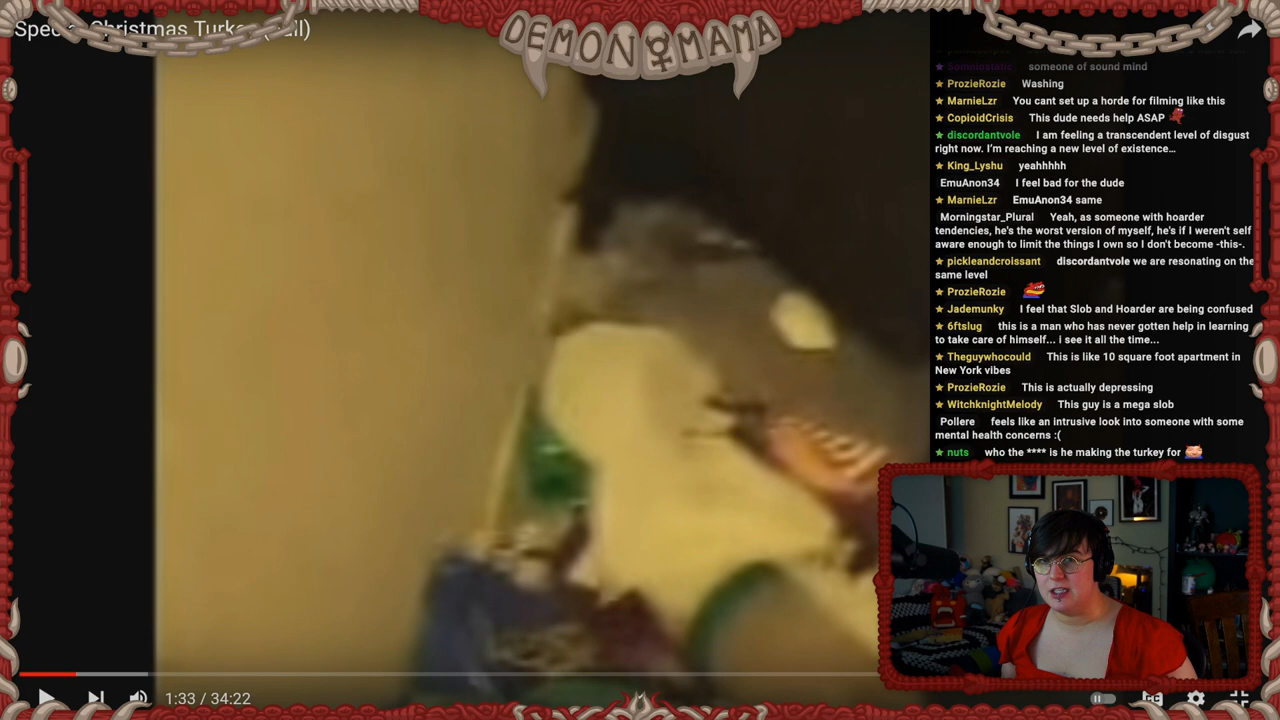 DEMON MAMA
Christmas Turkey
Somniostatic someone of sound mind
ProzieRozie Washing
MarnieLzr You cant set up a horde for filming like this
CopioidCrisis This dude needs help ASAP
discordantvole I am feeling a transcendent level of disgust
right now. I'm reaching a new level of existence…
King_Lyshu yeahhhhh
EmuAnon34 I feel bad for the dude
MarnieLzr EmuAnon34 same
Morningstar_Plural Yeah, as someone with hoarder
tendencies, he's the worst version of myself, he's if I weren't self
aware enough to limit the things I own so I don't become -this-.
pickleandcroissant discordantvole we are resonating on the
same level
ProzieRozie
Jademunky I feel that Slob and Hoarder are being confused
6ftslug this is a man who has never gotten help in learning
to take care of himself... i see it all the time...
Theguywhocould This is like 10 square foot apartment in
New York vibes
ProzieRozie This is actually depressing
WitchknightMelody This guy is a mega slob
Pollere feels like an intrusive look into someone with some
mental health concerns :(
nuts who the **** is he making the turkey for
1:33 / 34:22